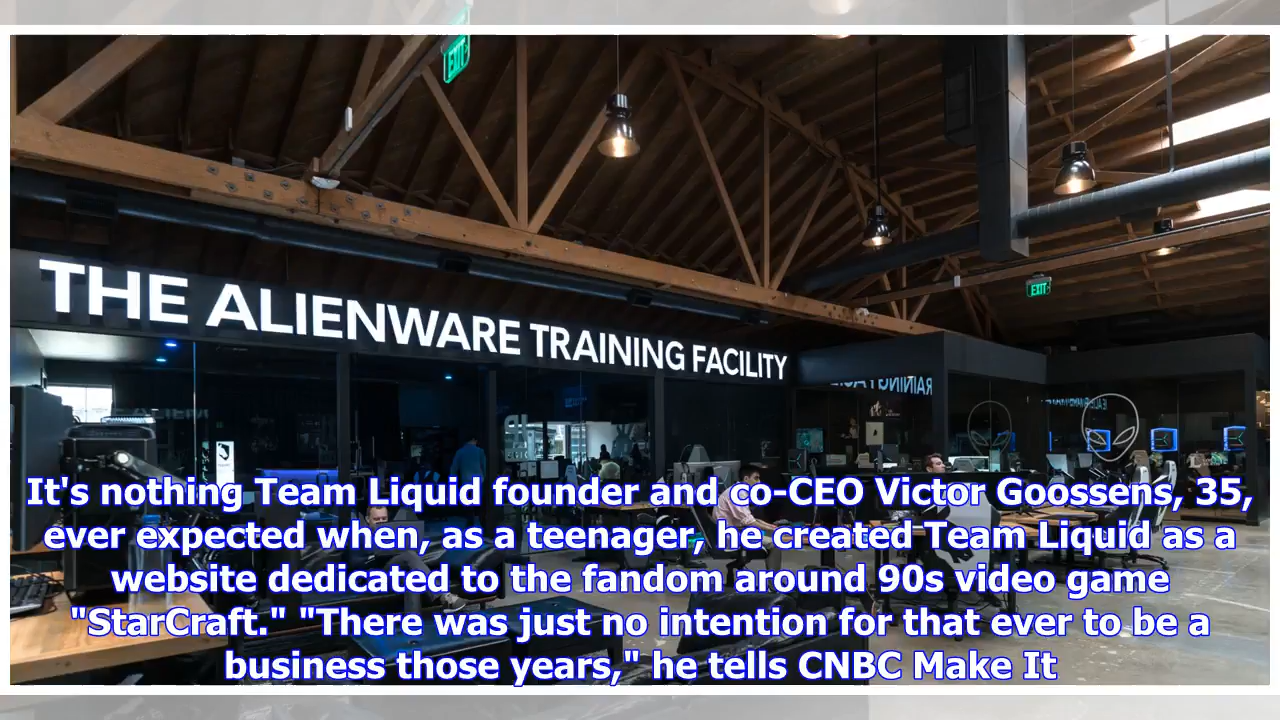 EXIT
EXIT
THE ALIENWARE TRAINING FACILITY
It's nothing Team Liquid founder and co-CEO Victor Goossens, 35,
ever expected when, as a teenager, he created Team Liquid as a
website dedicated to the fandom around 90s video game
"StarCraft." "There was just no intention for that ever to be a
business those years," he tells CNBC Make It